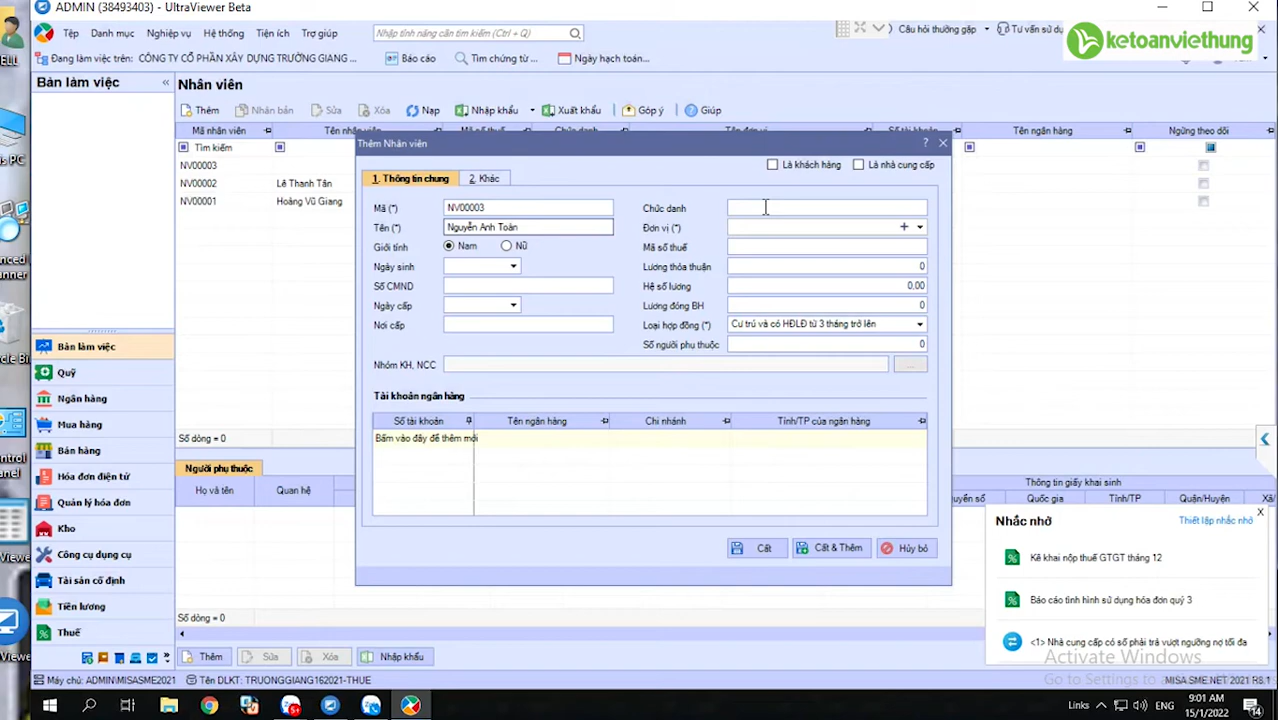 ADMIN (38493403) - UltraViewer Beta
Tệp Danh mục Nghiệp vụ Hệ thống Tiện ích Trợ giúp
Nhập tính năng cần tìm kiếm (Ctrl + Q)
Câu hỏi thường gặp
Tư vấn sử dụ
ketoanviethung
Đang làm việc trên: CÔNG TY CỔ PHẦN XÂY DỰNG TRƯỜNG GIANG ...
Báo cáo
Tìm chứng từ ...
Ngày hạch toán...
Bàn làm việc «
Nhân viên
Thêm Nhân bản Sửa Xóa Nạp Nhập khẩu Xuất khẩu Góp ý Giúp
Mã nhân viên
Tên ngân hàng
Ngừng theo dõi
Tìm kiếm
NV00003
NV00002 Lê Thanh Tân
NV00001 Hoàng Vũ Giang
Thêm Nhân viên ?
Là khách hàng Là nhà cung cấp
1. Thông tin chung 2. Khác
Mã (*) NV00003 Chức danh
Tên (*) Nguyễn Anh Toàn Đơn vị (*)
Giới tính Nam Nữ Mã số thuế
Ngày sinh Lương thỏa thuận 0
Số CMND Hệ số lương 0,00
Ngày cấp Lương đóng BH 0
Nơi cấp Loại hợp đồng (*) Cư trú và có HĐLĐ từ 3 tháng trở lên
Số người phụ thuộc 0
Nhóm KH, NCC ...
Tài khoản ngân hàng
Số tài khoản Tên ngân hàng Chi nhánh Tỉnh/TP của ngân hàng
Bấm vào đây để thêm mới
Cất Cất & Thêm Hủy bỏ
Bàn làm việc
Quỹ
Ngân hàng
Mua hàng
Bán hàng
Hóa đơn điện tử
Quản lý hóa đơn
Kho
Công cụ dụng cụ
Tài sản cố định
Tiền lương
Thuế
Số dòng = 0
Người phụ thuộc
Họ và tên Quan hệ
Thông tin giấy khai sinh
Quốc gia Tỉnh/TP Quận/Huyện
Nhắc nhở Thiết lập nhắc nhở X
Kê khai nộp thuế GTGT tháng 12
Báo cáo tình hình sử dụng hóa đơn quý 3
<1> Nhà cung cấp có số phải trả vượt ngưỡng nợ tối đa
Số dòng = 0
Thêm Sửa Xóa Nhập khẩu
Activate Windows
Go to Settings to
Máy chủ: ADMIN\MISASME2021
Tên DLKT: TRUONGGIANG162021-THUE
MISASME.NET 2021 R8.1
Links
ENG
9:01 AM
15/1/2022
14